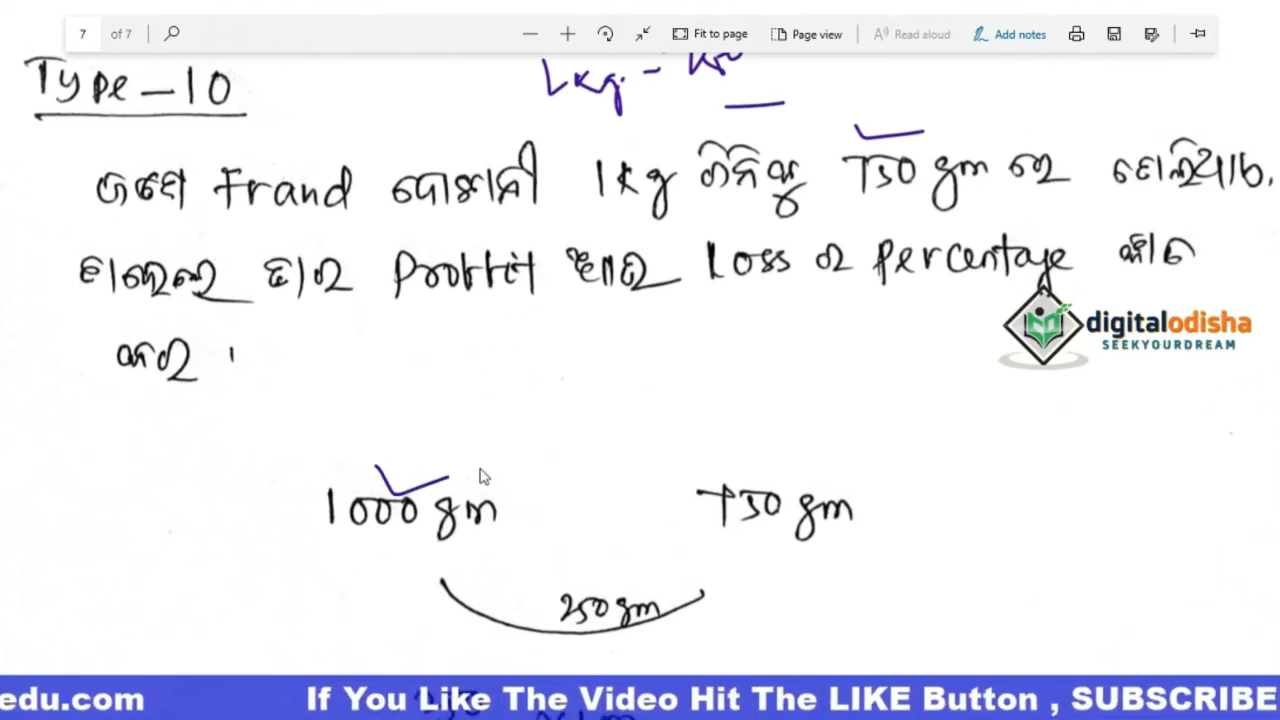 7 of 7 Fit to page Page view Read aloud Add notes
Type - 10
1kg -
ଜଣେ Fraud ଦୋକାନୀ 1kg ଚିନିକୁ 750 gm ରେ
ତାହେଲେ ତାର Profit ଆଉ Loss ର Percentage
କର ।
digitalodisha
SEEKYOURDREAM
1000 gm 750 gm
250 gm
edu.com If You Like The Video Hit The LIKE Button , SUBSCRIBE